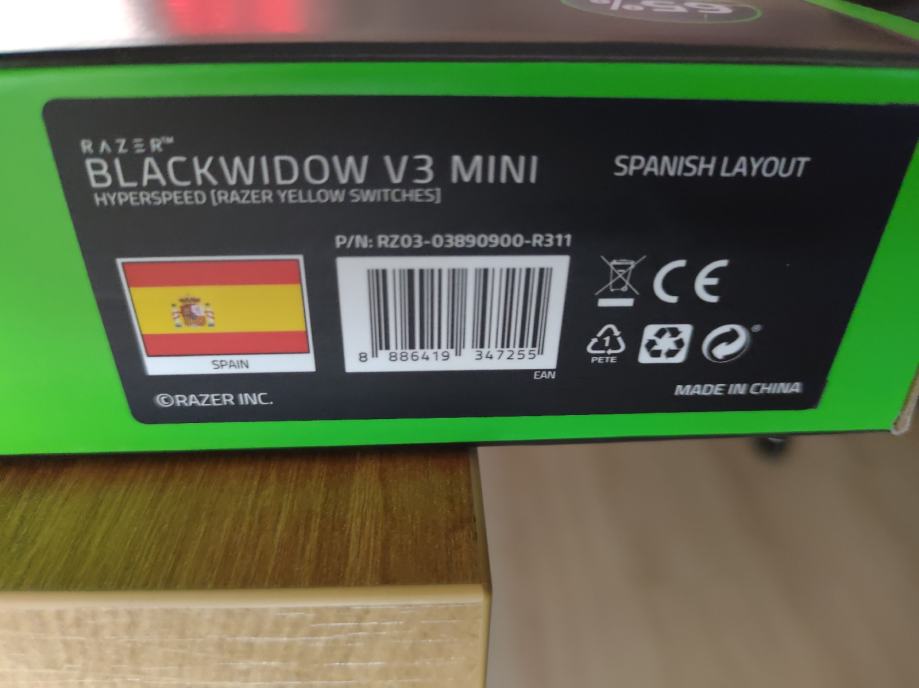 65%
RAZER™
BLACKWIDOW V3 MINI
HYPERSPEED [RAZER YELLOW SWITCHES]
SPANISH LAYOUT
P/N: RZ03-03890900-R311
SPAIN
8 886419 347255
EAN
CE
1
PETE
©RAZER INC.
MADE IN CHINA